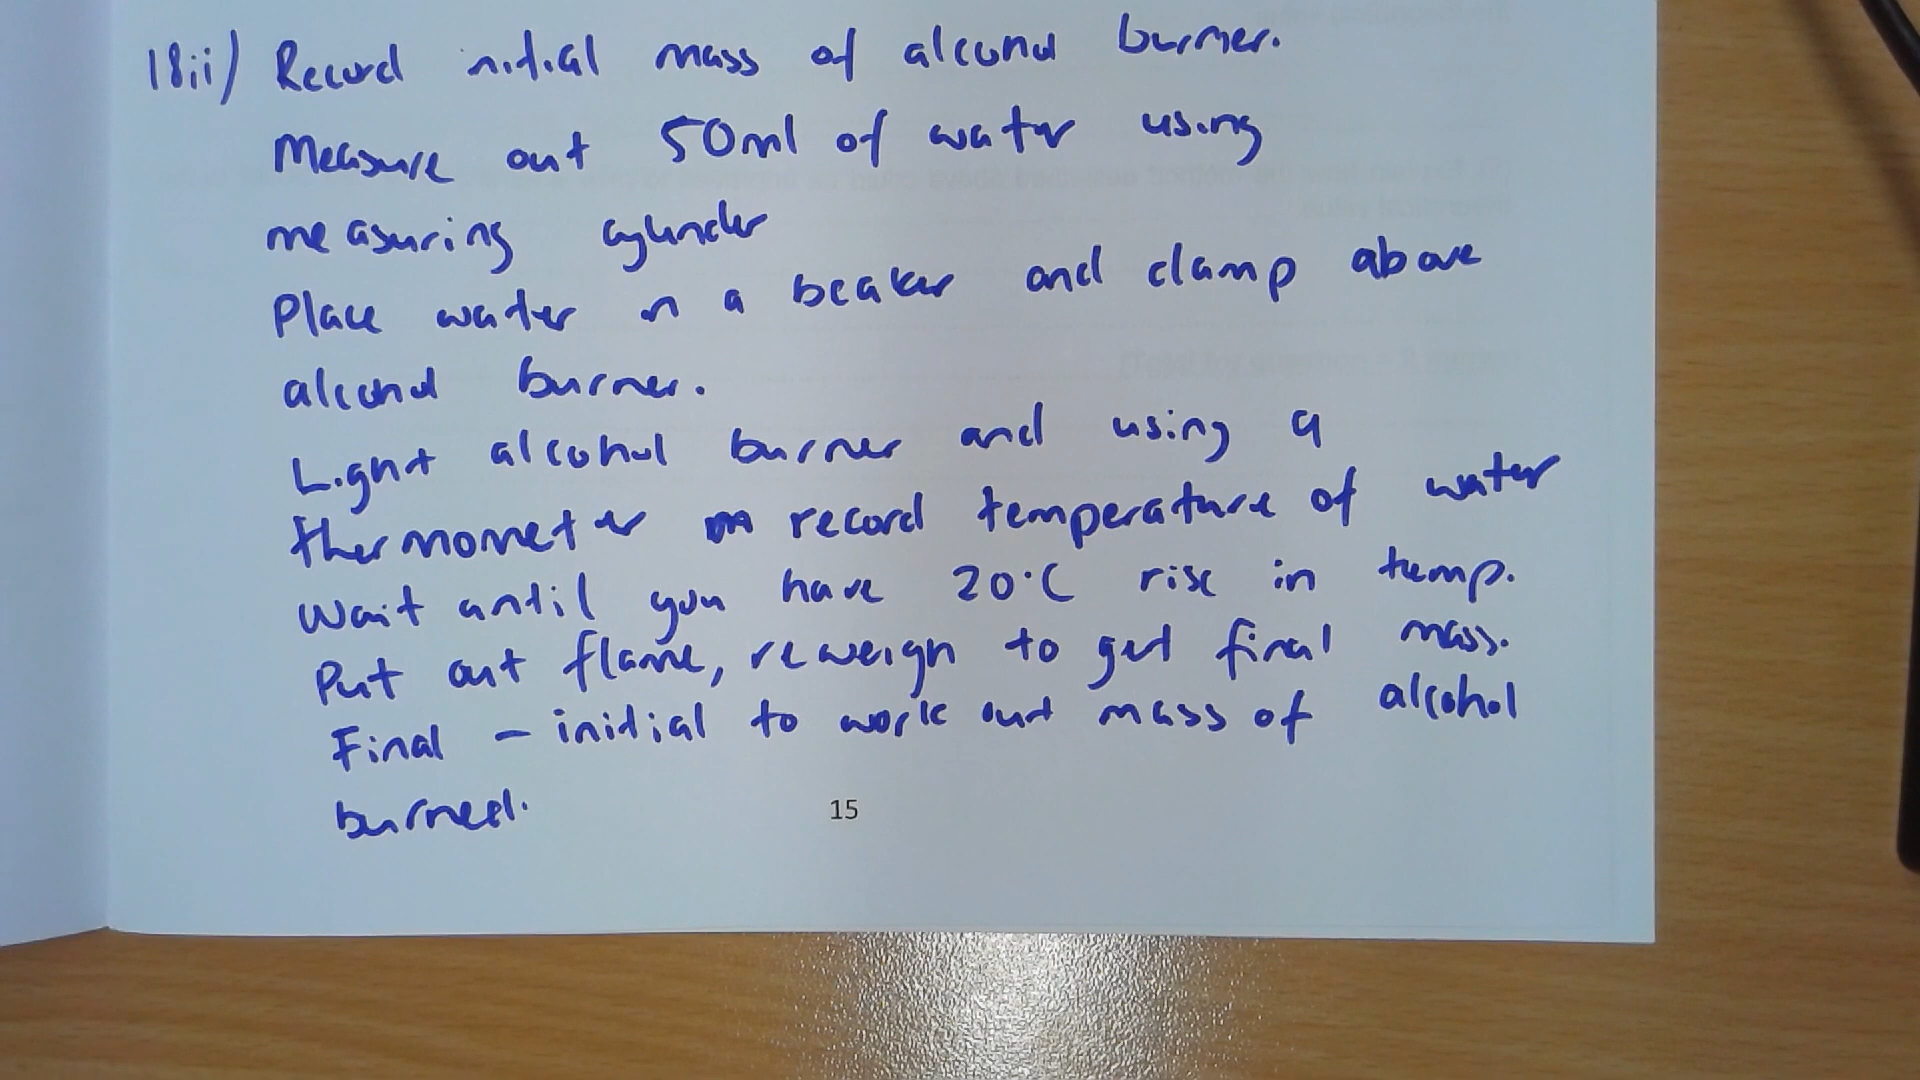 18ii) Record initial mass of alcohol burner.
Measure out 50ml of water using
measuring cylinder
Place water in a beaker and clamp above
alcohol burner.
Light alcohol burner and using a
thermometer record temperature of water
Wait until you have 20°C rise in temp.
Put out flame, reweigh to get final mass.
Final - initial to work out mass of alcohol
burned.
15